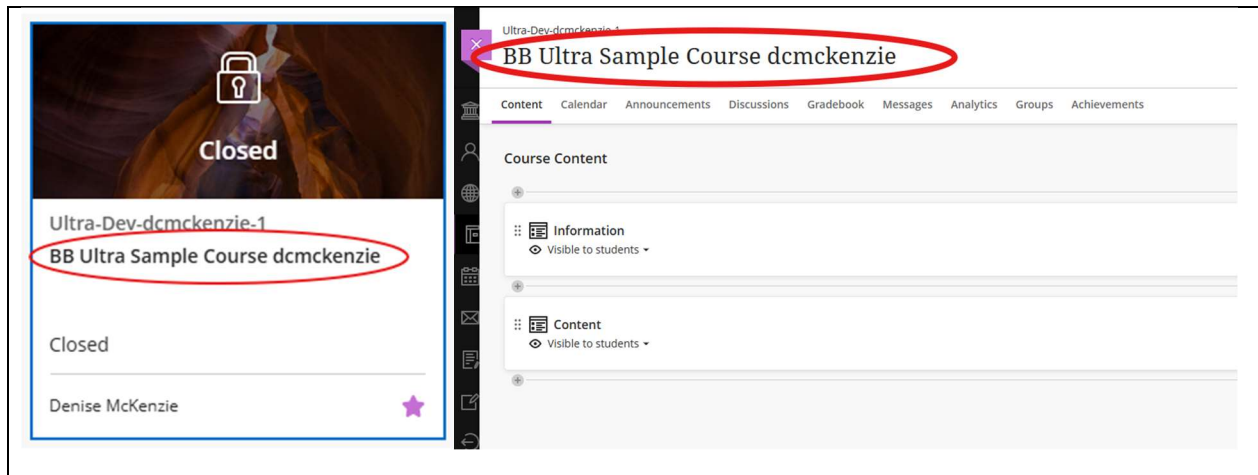 Closed
Ultra-Dev-dcmckenzie-1
BB Ultra Sample Course dcmckenzie
Closed
Denise McKenzie
Ultra-Dev-dcmckenzie-1
BB Ultra Sample Course dcmckenzie
Content Calendar Announcements Discussions Gradebook Messages Analytics Groups Achievements
Course Content
Information
Visible to students
Content
Visible to students